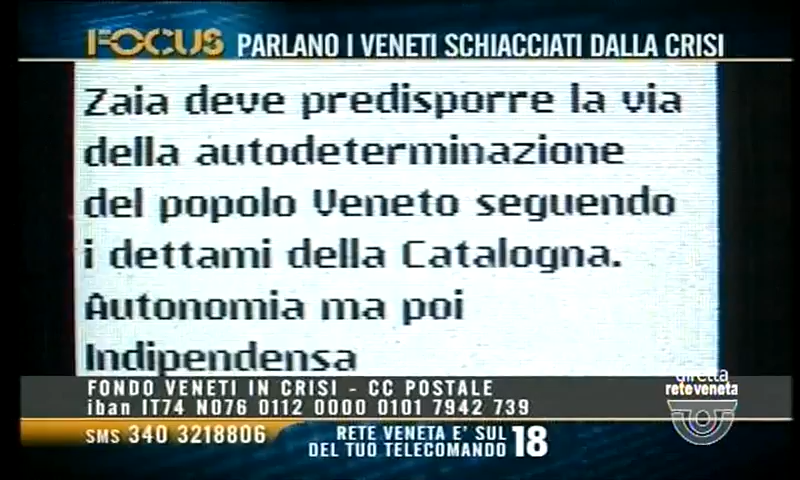 FOCUS PARLANO I VENETI SCHIACCIATI DALLA CRISI
Zaia deve predisporre la via
della autodeterminazione
del popolo Veneto seguendo
i dettami della Catalogna.
Autonomia ma poi
Indipendensa
diretta
reteveneta
FONDO VENETI IN CRISI - CC POSTALE
iban IT74 N076 0112 0000 0101 7942 739
SMS 340 3218806
RETE VENETA E' SUL
DEL TUO TELECOMANDO 18